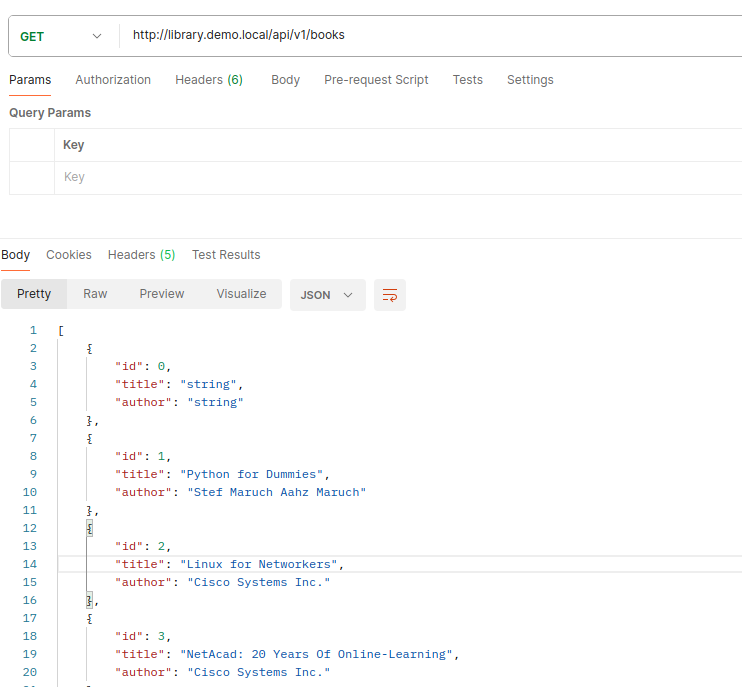 GET http://library.demo.local/api/v1/books
Params Authorization Headers (6) Body Pre-request Script Tests Settings
Query Params
Key
Key
Body Cookies Headers (5) Test Results
Pretty Raw Preview Visualize JSON
1 [
2 {
3 "id": 0,
4 "title": "string",
5 "author": "string"
6 },
7 {
8 "id": 1,
9 "title": "Python for Dummies",
10 "author": "Stef Maruch Aahz Maruch"
11 },
12 {
13 "id": 2,
14 "title": "Linux for Networkers",
15 "author": "Cisco Systems Inc."
16 },
17 {
18 "id": 3,
19 "title": "NetAcad: 20 Years Of Online-Learning",
20 "author": "Cisco Systems Inc."